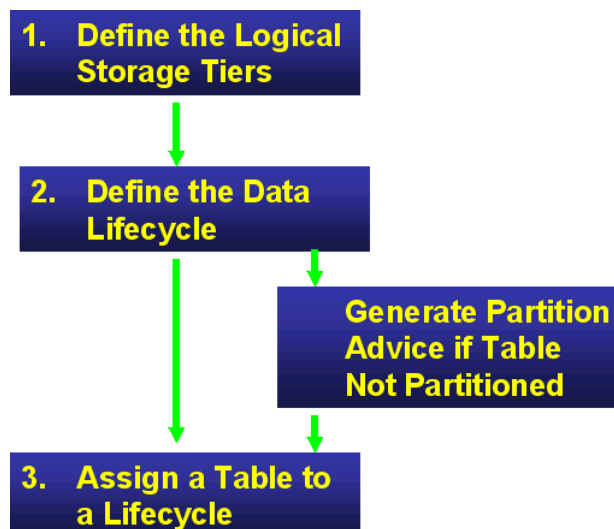 1. Define the Logical
Storage Tiers
2. Define the Data
Lifecycle
Generate Partition
Advice if Table
Not Partitioned
3. Assign a Table to
a Lifecycle